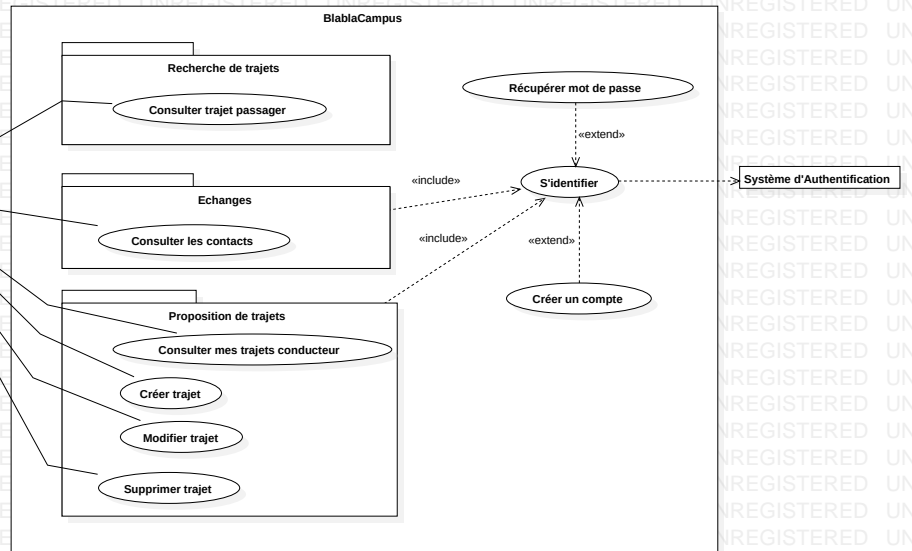 BlablaCampus
Recherche de trajets
Consulter trajet passager
Récupérer mot de passe
«extend»
«include»
S'identifier
Système d'Authentification
Echanges
Consulter les contacts
«include»
«extend»
Créer un compte
Proposition de trajets
Consulter mes trajets conducteur
Créer trajet
Modifier trajet
Supprimer trajet
UNREGISTERED